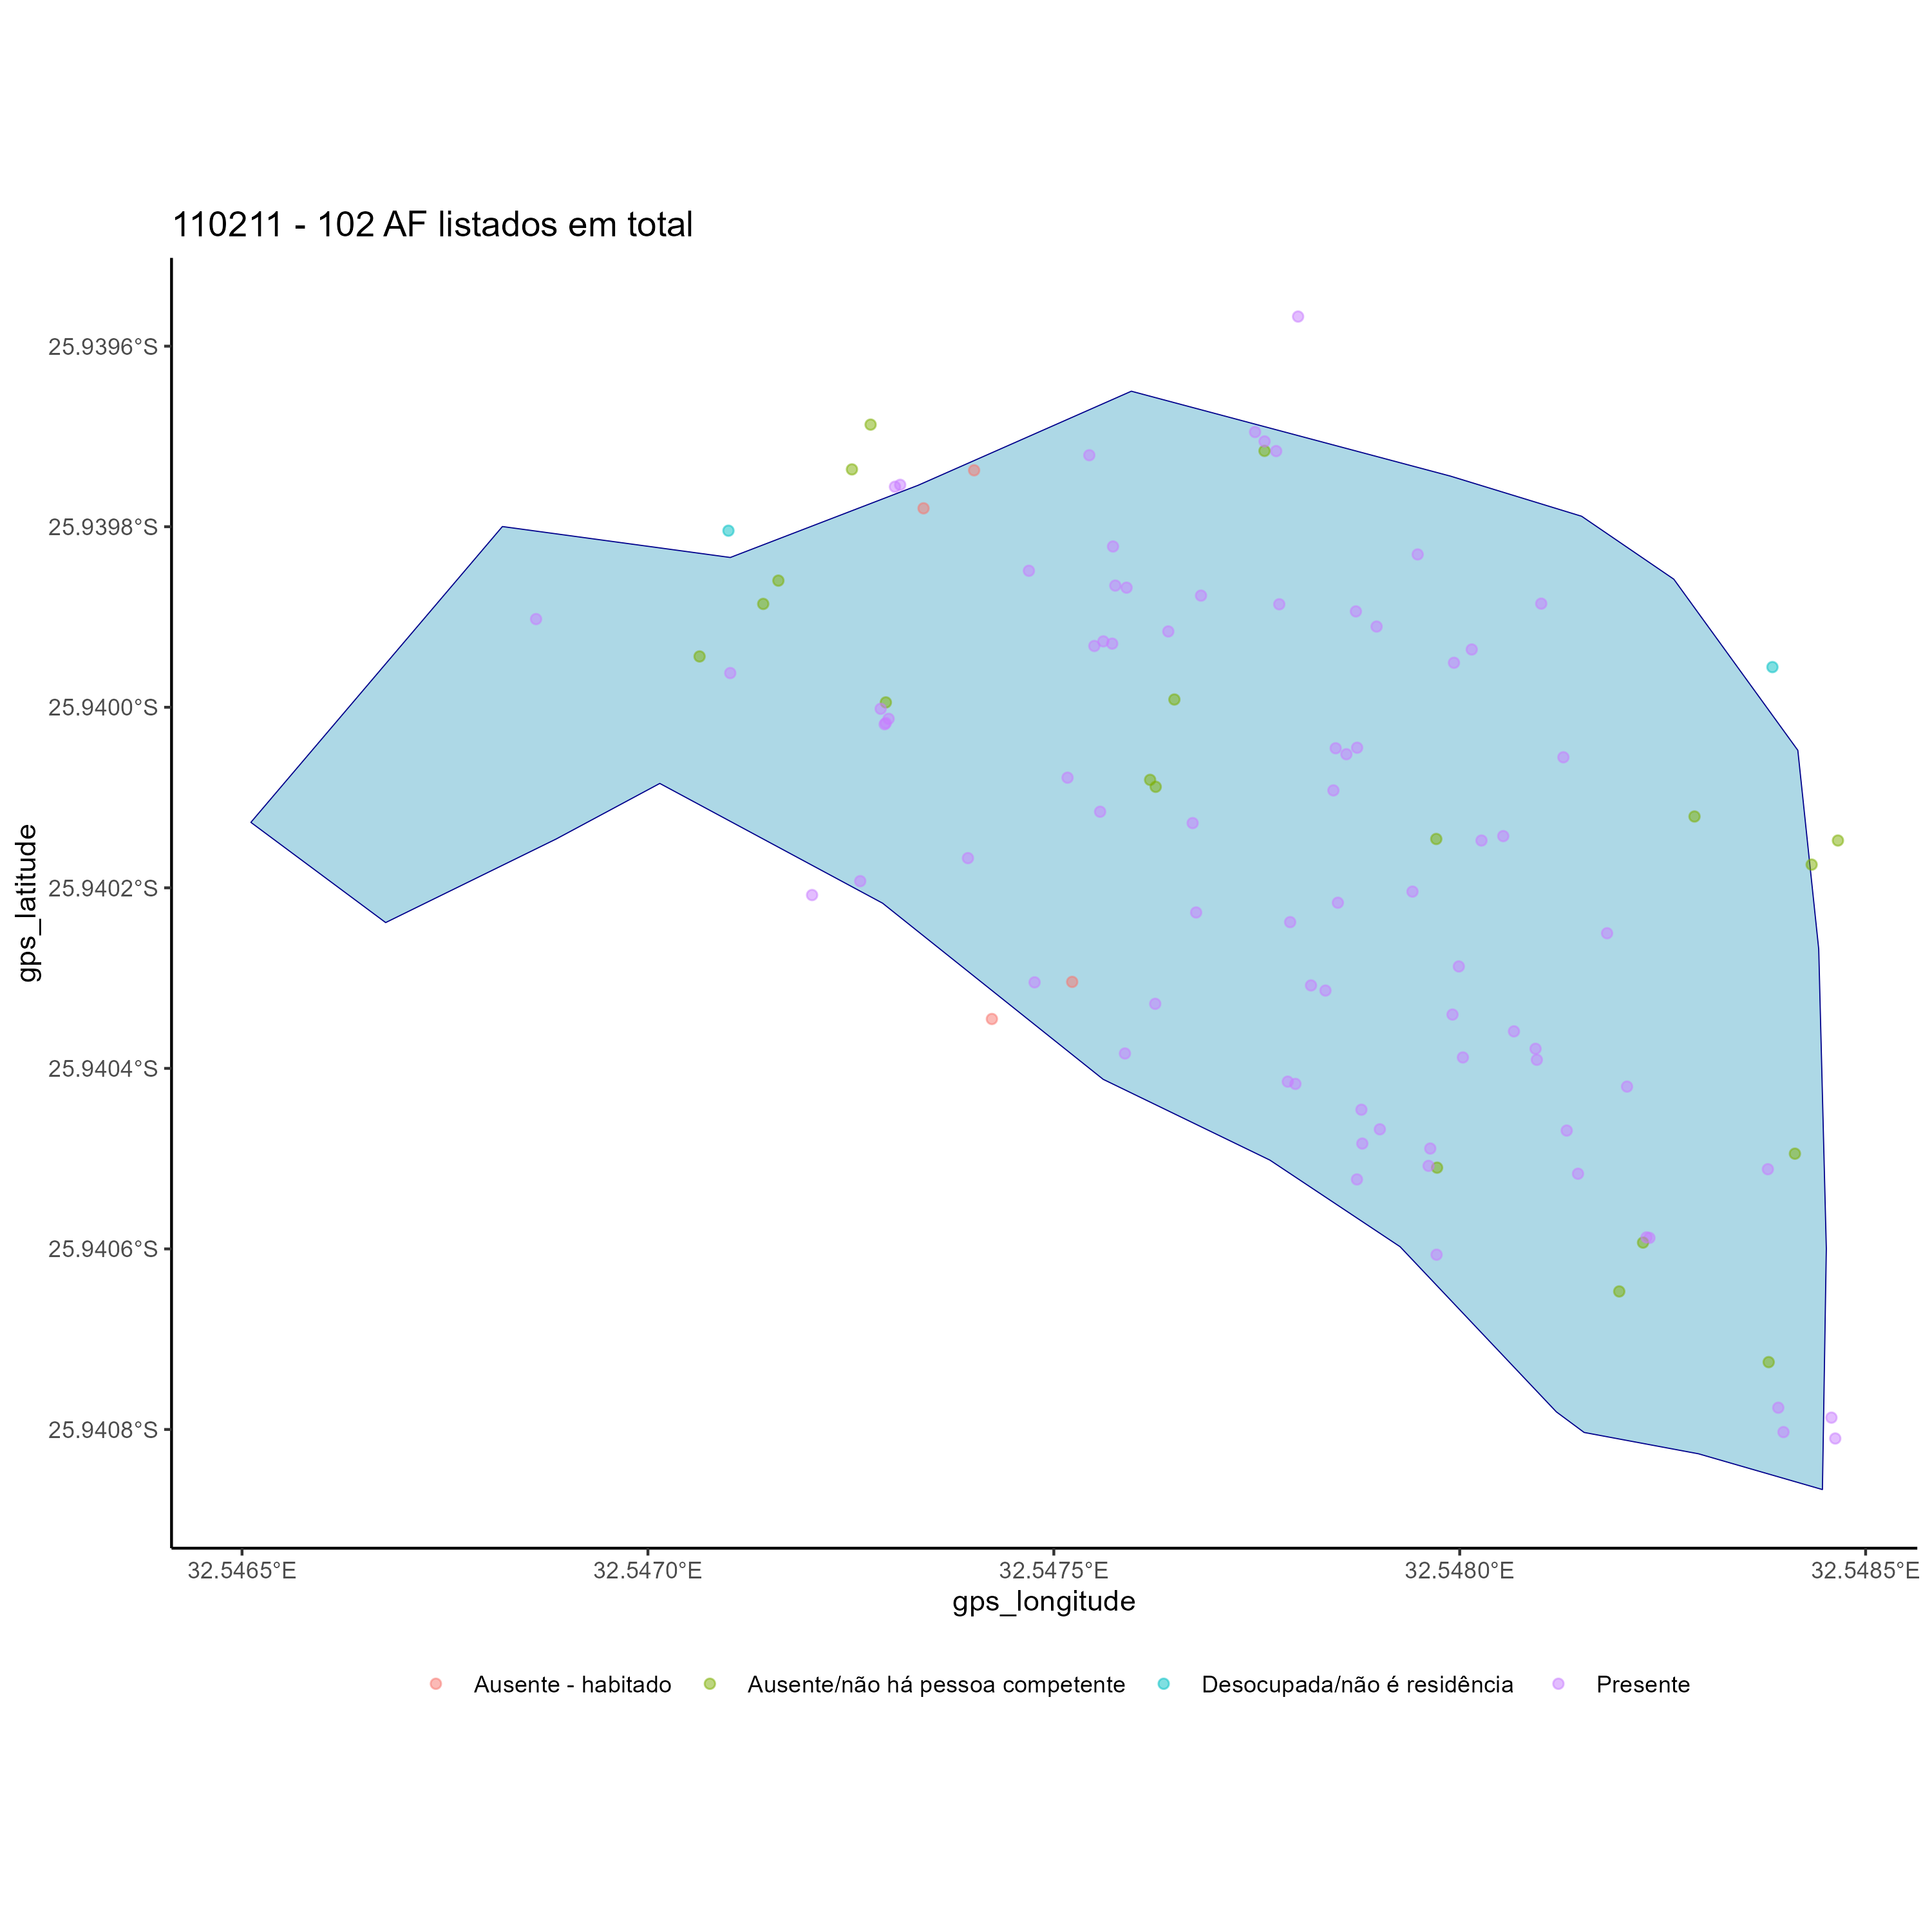 110211 - 102 AF listados em total
25.9396°S
25.9398°S
25.9400°S
25.9402°S
25.9404°S
25.9406°S
25.9408°S
gps_latitude
32.5465°E 32.5470°E 32.5475°E 32.5480°E 32.5485°E
gps_longitude
Ausente - habitado Ausente/não há pessoa competente Desocupada/não é residência Presente